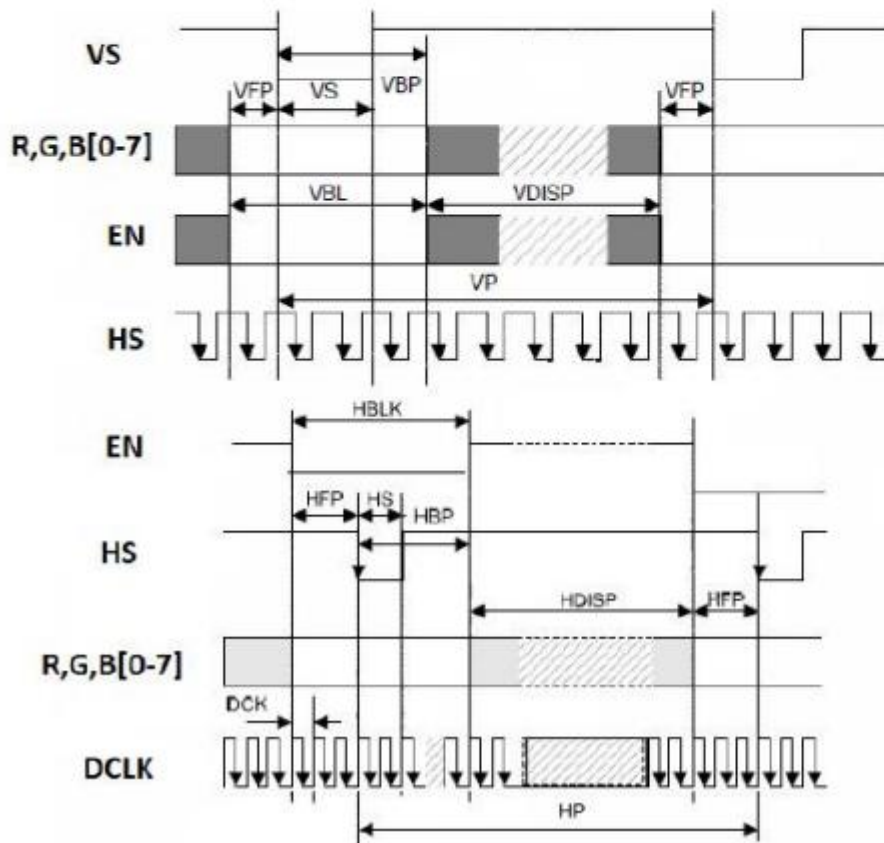 VS
VFP
VS
VBP
VFP
R,G,B[0-7]
VBL
VDISP
EN
VP
HS
HBLK
EN
HFP
HS
HBP
HS
HDISP
HFP
R,G,B[0-7]
DCK
DCLK
HP